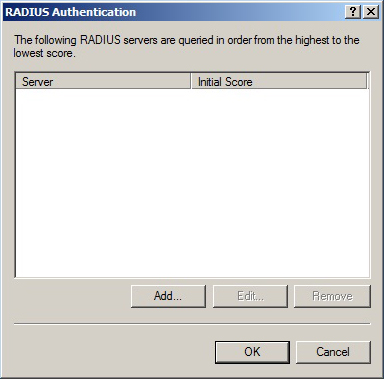 RADIUS Authentication
The following RADIUS servers are queried in order from the highest to the
lowest score.
Server Initial Score
Add... Edit... Remove
OK Cancel